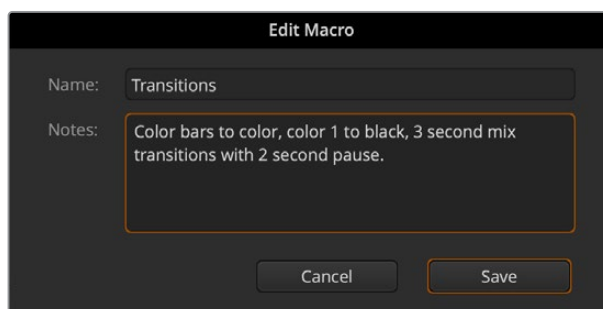 Edit Macro
Name: Transitions
Notes: Color bars to color, color 1 to black, 3 second mix
transitions with 2 second pause.
Cancel Save